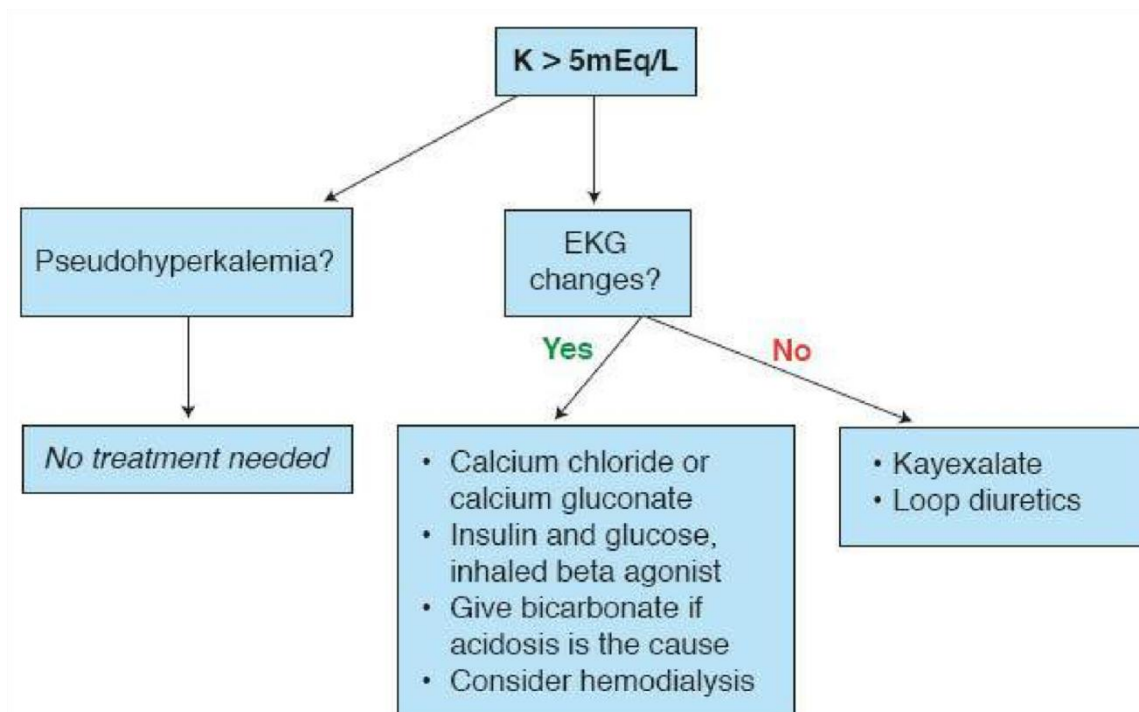 K > 5mEq/L
Pseudohyperkalemia?
EKG
changes?
Yes
No
No treatment needed
• Calcium chloride or
calcium gluconate
• Insulin and glucose,
inhaled beta agonist
• Give bicarbonate if
acidosis is the cause
• Consider hemodialysis
• Kayexalate
• Loop diuretics